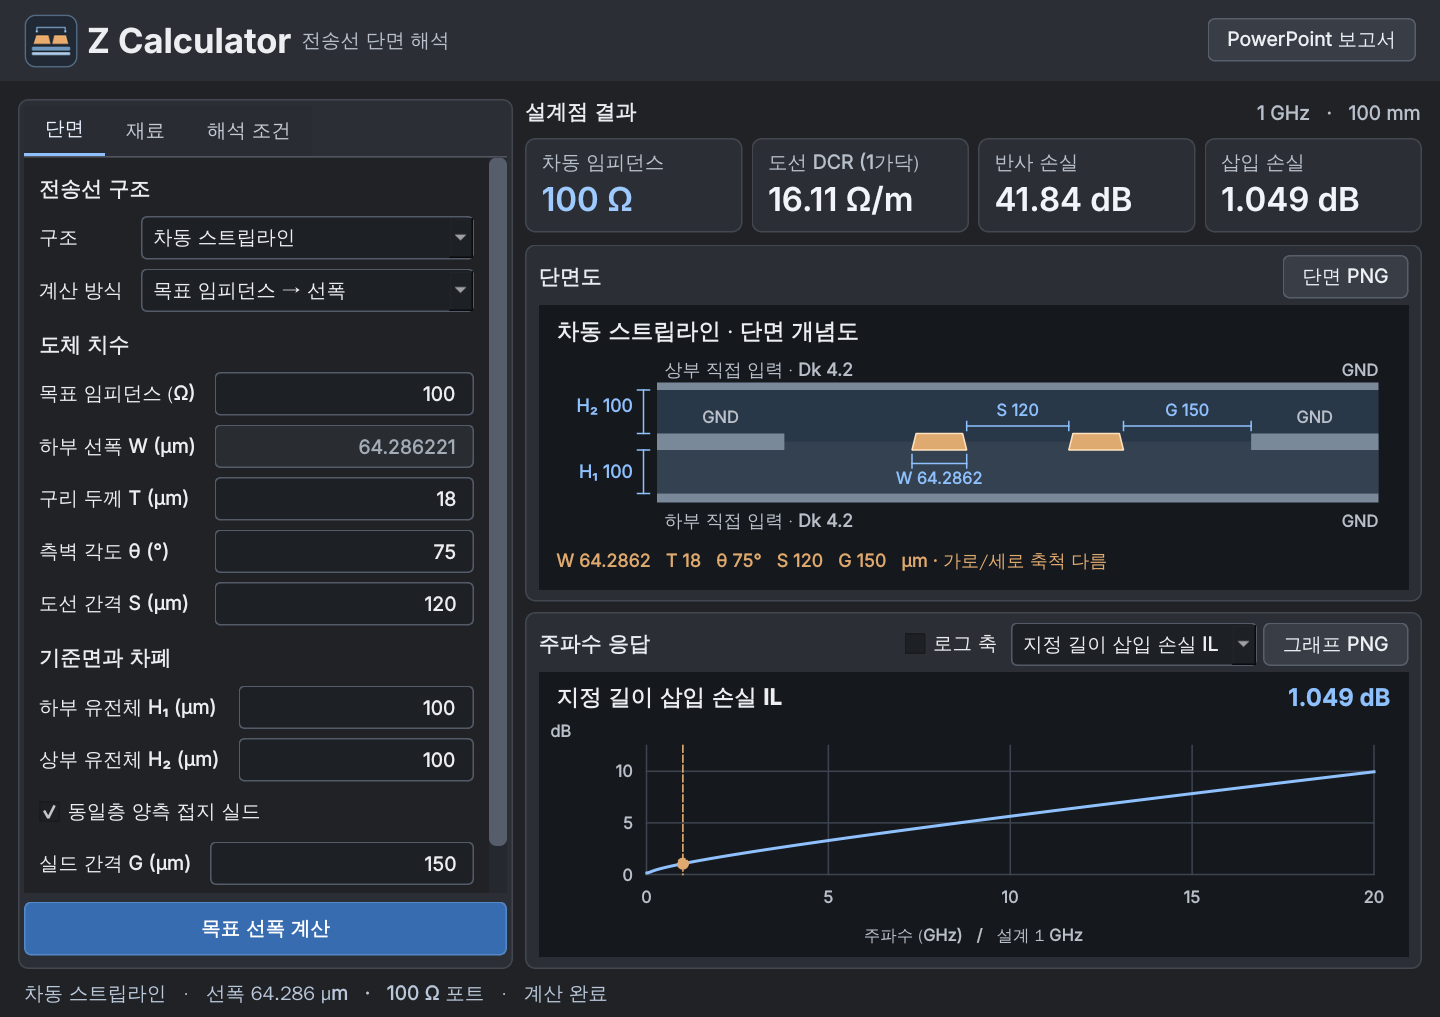 Z Calculator 전송선 단면 해석
PowerPoint 보고서
단면 재료 해석 조건
전송선 구조
구조 차동 스트립라인
계산 방식 목표 임피던스 → 선폭
도체 치수
목표 임피던스 (Ω) 100
하부 선폭 W (µm) 64.286221
구리 두께 T (µm) 18
측벽 각도 θ (°) 75
도선 간격 S (µm) 120
기준면과 차폐
하부 유전체 H₁ (µm) 100
상부 유전체 H₂ (µm) 100
✓ 동일층 양측 접지 실드
실드 간격 G (µm) 150
목표 선폭 계산
설계점 결과
1 GHz · 100 mm
차동 임피던스
100 Ω
도선 DCR (1가닥)
16.11 Ω/m
반사 손실
41.84 dB
삽입 손실
1.049 dB
단면도
단면 PNG
차동 스트립라인 · 단면 개념도
상부 직접 입력 · Dk 4.2 GND
H₂ 100
GND
S 120
G 150
GND
H₁ 100
W 64.2862
하부 직접 입력 · Dk 4.2 GND
W 64.2862 T 18 θ 75° S 120 G 150 µm · 가로/세로 축척 다름
주파수 응답
로그 축
지정 길이 삽입 손실 IL
그래프 PNG
지정 길이 삽입 손실 IL
1.049 dB
dB
10
5
0
0 5 10 15 20
주파수 (GHz) / 설계 1 GHz
차동 스트립라인 · 선폭 64.286 µm · 100 Ω 포트 · 계산 완료